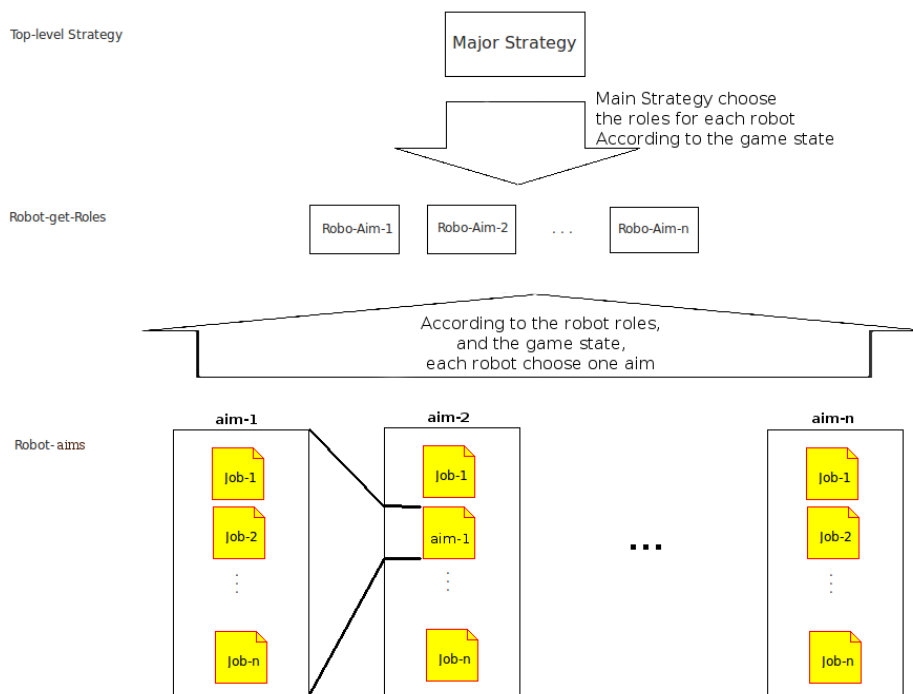 Top-level Strategy
Major Strategy
Main Strategy choose
the roles for each robot
According to the game state
Robot-get-Roles
Robo-Aim-1
Robo-Aim-2
. . .
Robo-Aim-n
According to the robot roles,
and the game state,
each robot choose one aim
Robot-aims
aim-1
aim-2
aim-n
Job-1
Job-1
Job-1
Job-2
aim-1
...
Job-2
Job-n
Job-n
Job-n